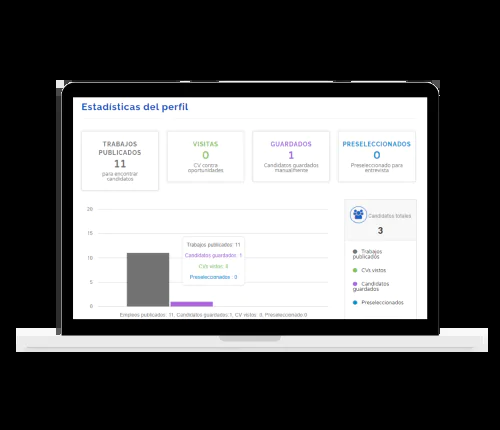 Estadísticas del perfil
TRABAJOS
PUBLICADOS
11
para encontrar
candidatos
VISITAS
0
CV contra
oportunidades
GUARDADOS
1
Candidatos guardados
manualmente
PRESELECCIONADOS
0
Preseleccionado para
entrevista
20
15
10
5
0
Trabajos publicados: 11
Candidatos guardados : 1
CVs vistos: 0
Preseleccionados : 0
Empleos publicados: 11, Candidatos guardados:1, CV vistos: 0, Preseleccionado 0
Candidatos totales
3
Trabajos
publicados
CVs vistos
Candidatos
guardados
Preseleccionados